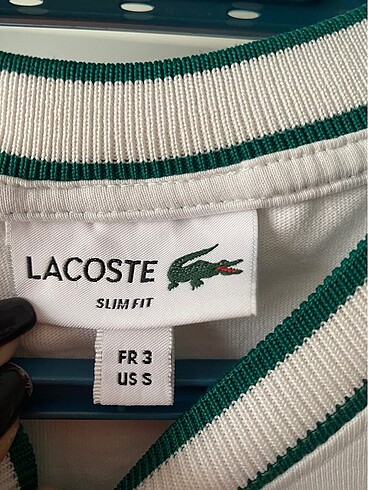 LACOSTE
SLIM FIT
FR 3
US S